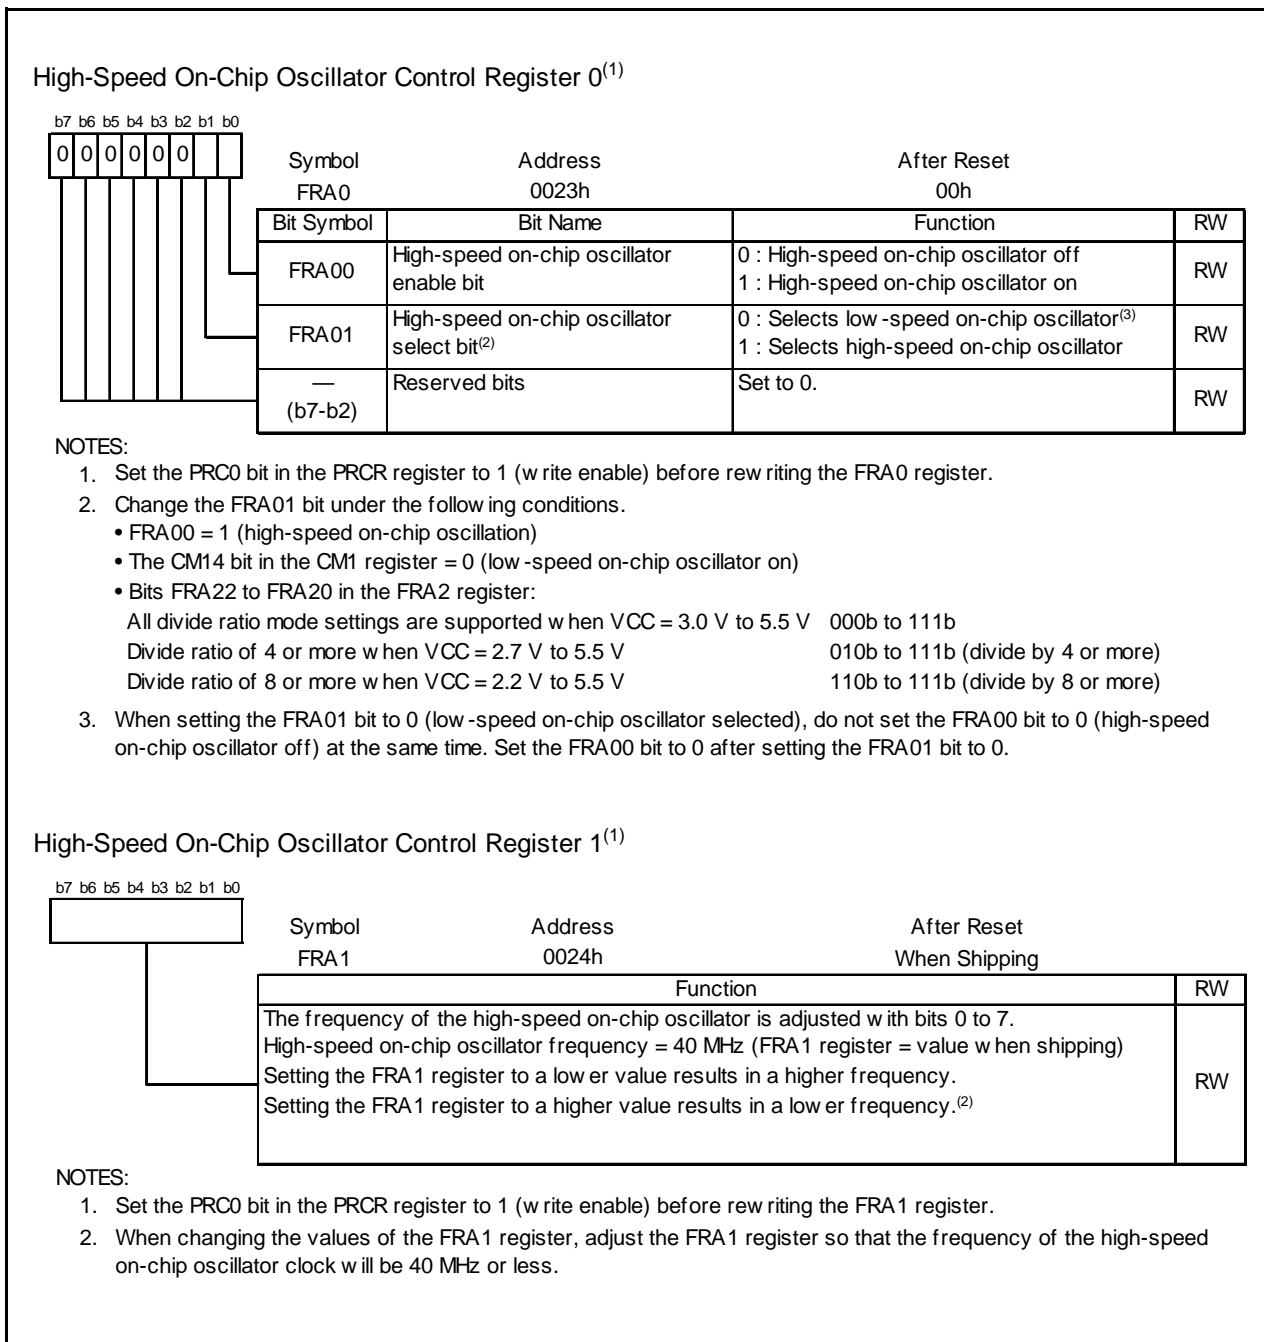 High-Speed On-Chip Oscillator Control Register 0(1)
b7 b6 b5 b4 b3 b2 b1 b0
0 0 0 0 0 0
Symbol Address After Reset
FRA0 0023h 00h
Bit Symbol Bit Name Function RW
FRA00 High-speed on-chip oscillator enable bit 0 : High-speed on-chip oscillator off
1 : High-speed on-chip oscillator on RW
FRA01 High-speed on-chip oscillator select bit(2) 0 : Selects low-speed on-chip oscillator(3)
1 : Selects high-speed on-chip oscillator RW
— (b7-b2) Reserved bits Set to 0. RW
NOTES:
1. Set the PRC0 bit in the PRCR register to 1 (write enable) before rewriting the FRA0 register.
2. Change the FRA01 bit under the following conditions.
• FRA00 = 1 (high-speed on-chip oscillation)
• The CM14 bit in the CM1 register = 0 (low-speed on-chip oscillator on)
• Bits FRA22 to FRA20 in the FRA2 register:
All divide ratio mode settings are supported when VCC = 3.0 V to 5.5 V 000b to 111b
Divide ratio of 4 or more when VCC = 2.7 V to 5.5 V 010b to 111b (divide by 4 or more)
Divide ratio of 8 or more when VCC = 2.2 V to 5.5 V 110b to 111b (divide by 8 or more)
3. When setting the FRA01 bit to 0 (low-speed on-chip oscillator selected), do not set the FRA00 bit to 0 (high-speed
on-chip oscillator off) at the same time. Set the FRA00 bit to 0 after setting the FRA01 bit to 0.
High-Speed On-Chip Oscillator Control Register 1(1)
b7 b6 b5 b4 b3 b2 b1 b0
Symbol Address After Reset
FRA1 0024h When Shipping
Function RW
The frequency of the high-speed on-chip oscillator is adjusted with bits 0 to 7.
High-speed on-chip oscillator frequency = 40 MHz (FRA1 register = value when shipping)
Setting the FRA1 register to a lower value results in a higher frequency.
Setting the FRA1 register to a higher value results in a lower frequency.(2)
RW
NOTES:
1. Set the PRC0 bit in the PRCR register to 1 (write enable) before rewriting the FRA1 register.
2. When changing the values of the FRA1 register, adjust the FRA1 register so that the frequency of the high-speed
on-chip oscillator clock will be 40 MHz or less.